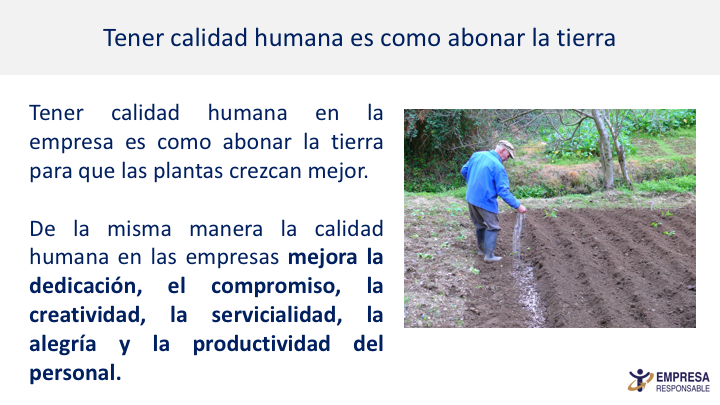 Tener calidad humana es como abonar la tierra
Tener calidad humana en la
empresa es como abonar la tierra
para que las plantas crezcan mejor.
De la misma manera la calidad
humana en las empresas mejora la
dedicación, el compromiso, la
creatividad, la servicialidad, la
alegría y la productividad del
personal.
EMPRESA
RESPONSABLE